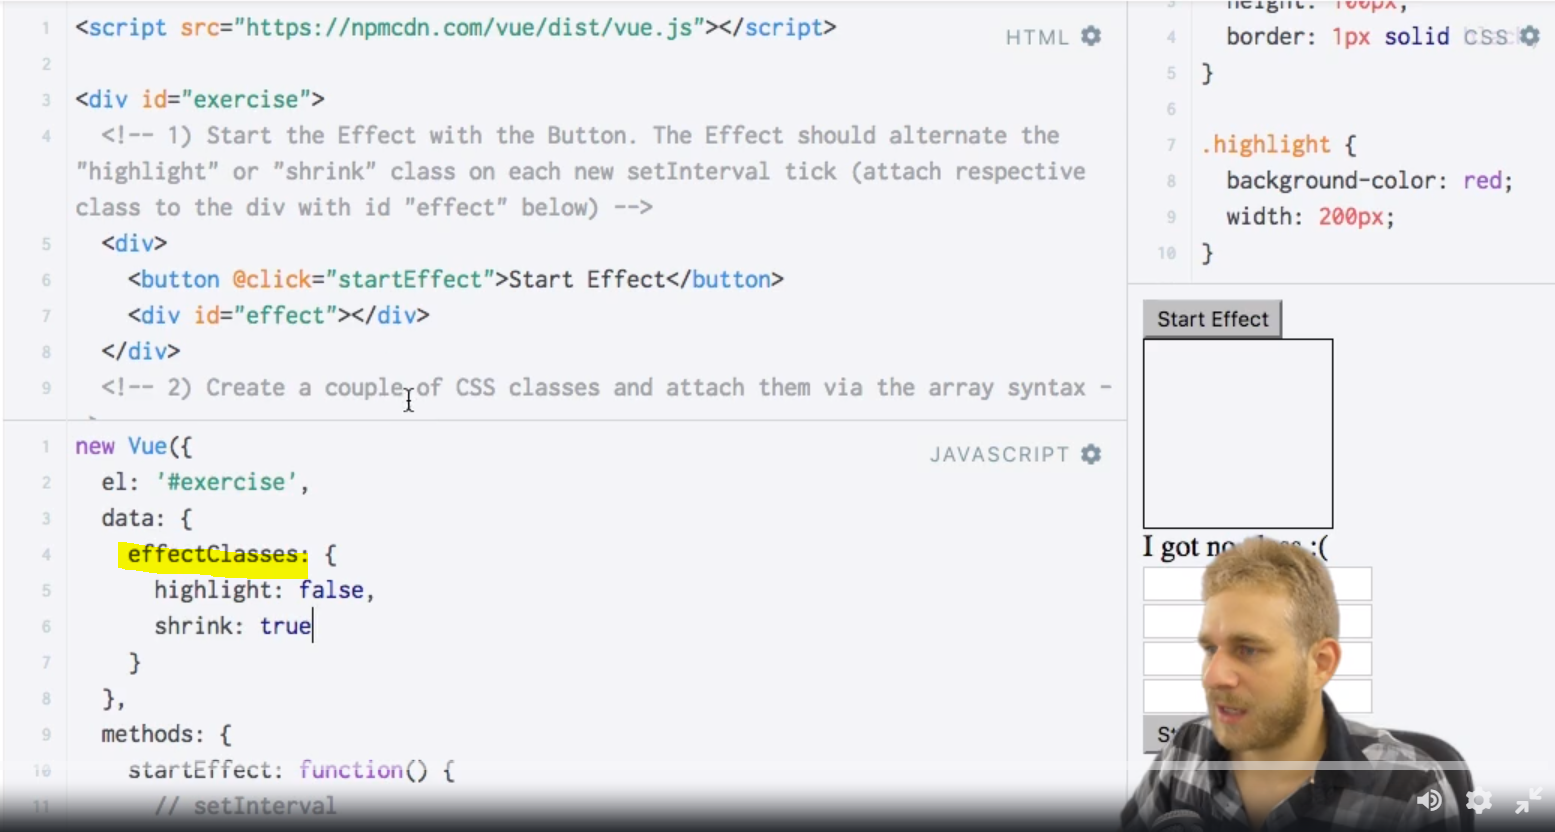 1 <script src="https://npmcdn.com/vue/dist/vue.js"></script>
HTML
2
3 <div id="exercise">
4 <!-- 1) Start the Effect with the Button. The Effect should alternate the
"highlight" or "shrink" class on each new setInterval tick (attach respective
class to the div with id "effect" below) -->
5 <div>
6 <button @click="startEffect">Start Effect</button>
7 <div id="effect"></div>
8 </div>
9 <!-- 2) Create a couple of CSS classes and attach them via the array syntax -
1 new Vue({
JAVASCRIPT
2 el: '#exercise',
3 data: {
4 effectClasses: {
5 highlight: false,
6 shrink: true
7 }
8 },
9 methods: {
10 startEffect: function() {
11 // setInterval
3 height: 100px;
4 border: 1px solid
CSS
5 }
6
7 .highlight {
8 background-color: red;
9 width: 200px;
10 }
Start Effect
I got no :(